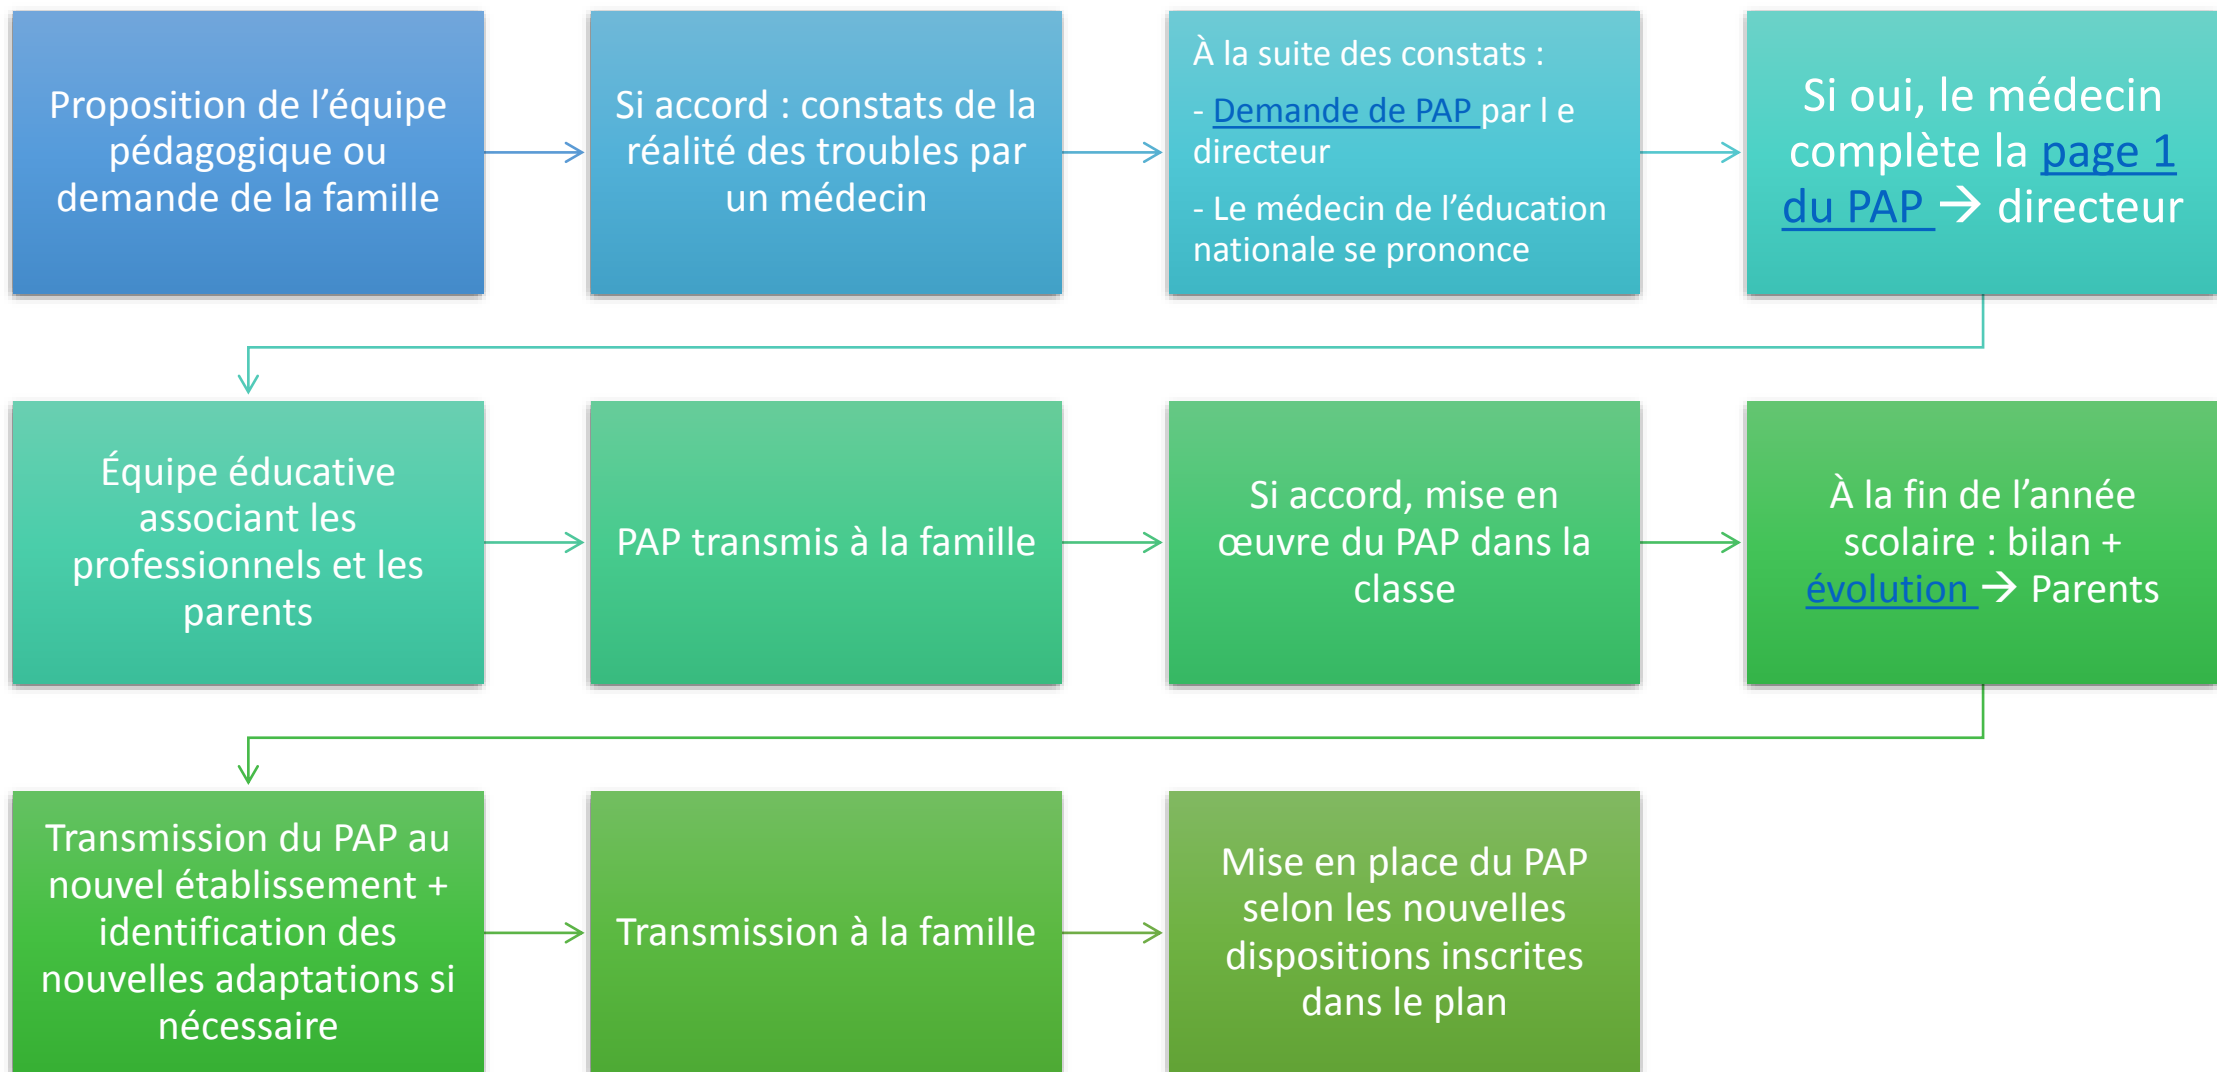 Proposition de l’équipe
pédagogique ou
demande de la famille
Si accord : constats de la
réalité des troubles par
un médecin
À la suite des constats :
- Demande de PAP par l e
directeur
- Le médecin de l’éducation
nationale se prononce
Si oui, le médecin
complète la page 1
du PAP → directeur
Équipe éducative
associant les
professionnels et les
parents
PAP transmis à la famille
Si accord, mise en
œuvre du PAP dans la
classe
À la fin de l’année
scolaire : bilan +
évolution → Parents
Transmission du PAP au
nouvel établissement +
identification des
nouvelles adaptations si
nécessaire
Transmission à la famille
Mise en place du PAP
selon les nouvelles
dispositions inscrites
dans le plan